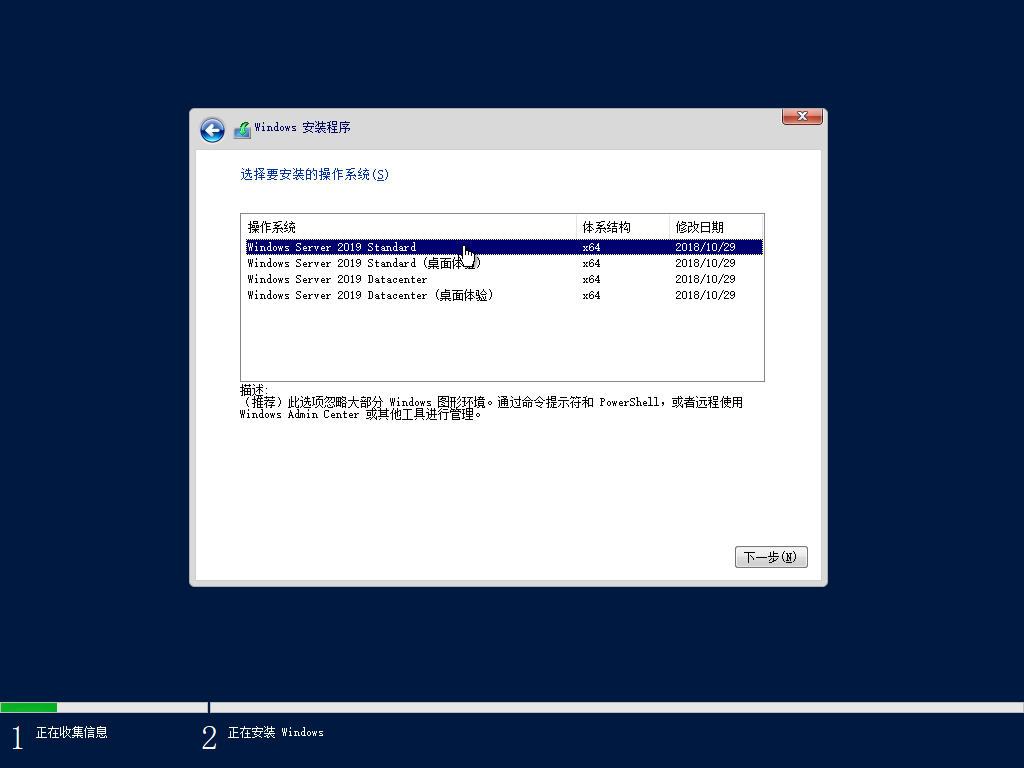 Windows 安装程序
选择要安装的操作系统(S)
操作系统 体系结构 修改日期
Windows Server 2019 Standard x64 2018/10/29
Windows Server 2019 Standard (桌面体验) x64 2018/10/29
Windows Server 2019 Datacenter x64 2018/10/29
Windows Server 2019 Datacenter (桌面体验) x64 2018/10/29
描述:
（推荐）此选项忽略大部分 Windows 图形环境。通过命令提示符和 PowerShell，或者远程使用
Windows Admin Center 或其他工具进行管理。
下一步(N)
1 正在收集信息 2 正在安装 Windows